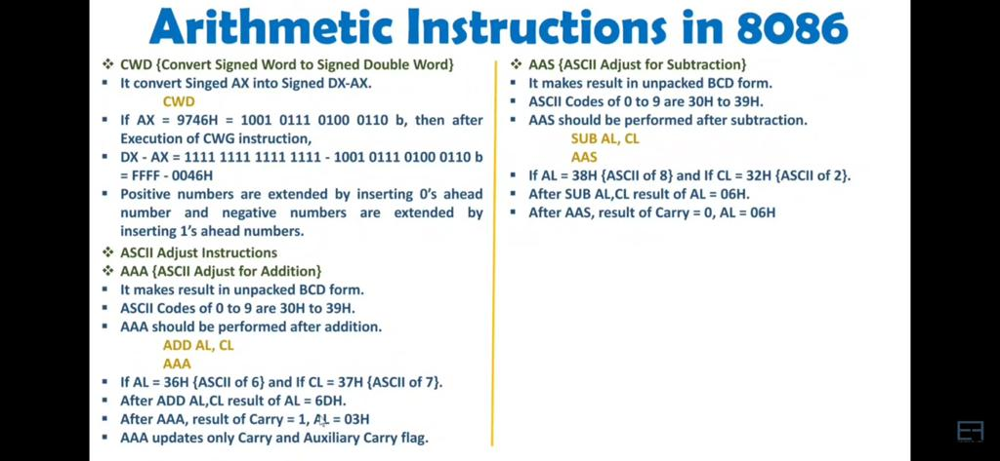 Arithmetic Instructions in 8086
❖ CWD {Convert Signed Word to Signed Double Word}
▪ It convert Singed AX into Signed DX-AX.
CWD
▪ If AX = 9746H = 1001 0111 0100 0110 b, then after
Execution of CWG instruction,
▪ DX - AX = 1111 1111 1111 1111 - 1001 0111 0100 0110 b
= FFFF - 0046H
▪ Positive numbers are extended by inserting 0's ahead
number and negative numbers are extended by
inserting 1's ahead numbers.
❖ ASCII Adjust Instructions
❖ AAA {ASCII Adjust for Addition}
▪ It makes result in unpacked BCD form.
▪ ASCII Codes of 0 to 9 are 30H to 39H.
▪ AAA should be performed after addition.
ADD AL, CL
AAA
▪ If AL = 36H {ASCII of 6} and if CL = 37H {ASCII of 7}.
▪ After ADD AL,CL result of AL = 6DH.
▪ After AAA, result of Carry = 1, AL = 03H
▪ AAA updates only Carry and Auxiliary Carry flag.
❖ AAS {ASCII Adjust for Subtraction}
▪ It makes result in unpacked BCD form.
▪ ASCII Codes of 0 to 9 are 30H to 39H.
▪ AAS should be performed after subtraction.
SUB AL, CL
AAS
▪ If AL = 38H {ASCII of 8} and If CL = 32H {ASCII of 2}.
▪ After SUB AL,CL result of AL = 06H.
▪ After AAS, result of Carry = 0, AL = 06H